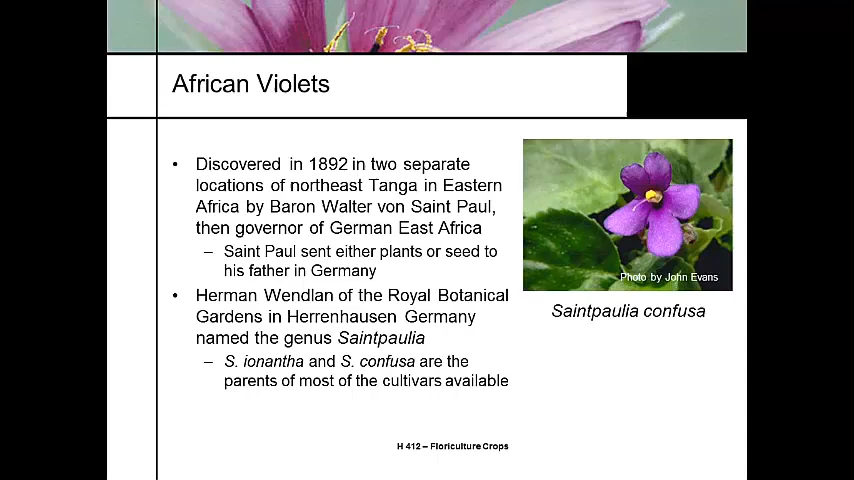 African Violets
• Discovered in 1892 in two separate
locations of northeast Tanga in Eastern
Africa by Baron Walter von Saint Paul,
then governor of German East Africa
– Saint Paul sent either plants or seed to
his father in Germany
• Herman Wendlan of the Royal Botanical
Gardens in Herrenhausen Germany
named the genus Saintpaulia
– S. ionantha and S. confusa are the
parents of most of the cultivars available
Photo by John Evans
Saintpaulia confusa
H 412 – Floriculture Crops